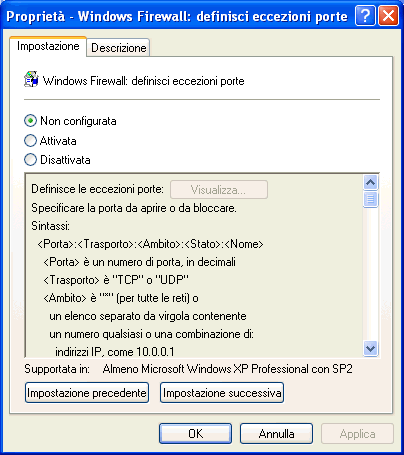 Proprietà - Windows Firewall: definisci eccezioni porte
Impostazione
Descrizione
Windows Firewall: definisci eccezioni porte
Non configurata
Attivata
Disattivata
Definisce le eccezioni porte:
Visualizza...
Specificare la porta da aprire o da bloccare.
Sintassi:
<Porta>:<Trasporto>:<Ambito>:<Stato>:<Nome>
<Porta> è un numero di porta, in decimali
<Trasporto> è "TCP" o "UDP"
<Ambito> è "*" (per tutte le reti) o
un elenco separato da virgola contenente
un numero qualsiasi o una combinazione di:
indirizzi IP, come 10.0.0.1
Supportata in: Almeno Microsoft Windows XP Professional con SP2
Impostazione precedente
Impostazione successiva
OK
Annulla
Applica